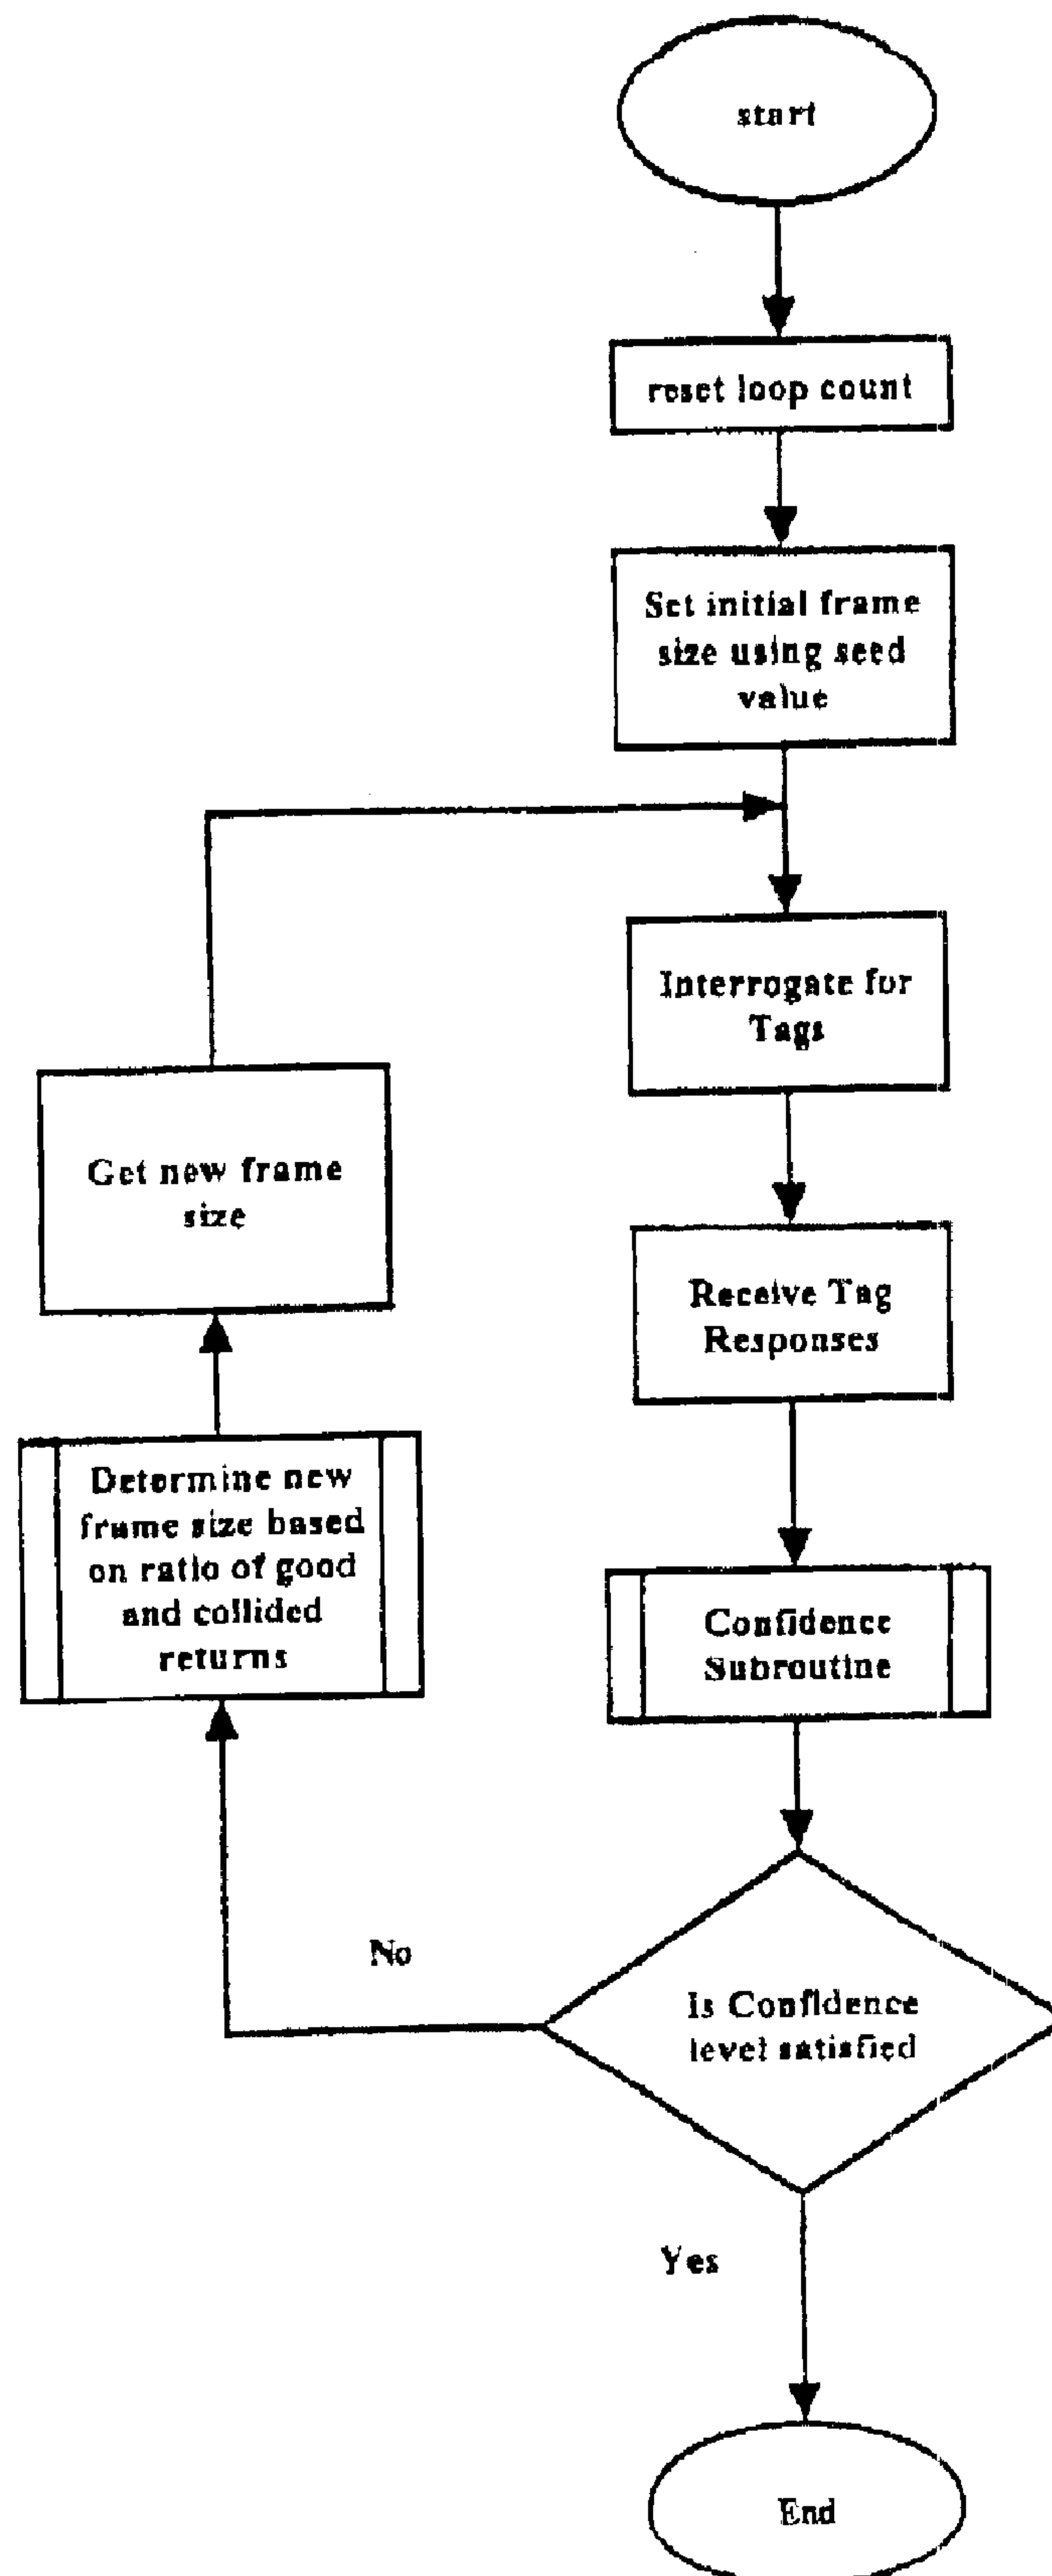 start
reset loop count
Set initial frame
size using seed
value
Interrogate for
Tags
Get new frame
size
Receive Tag
Responses
Determine new
frame size based
on ratio of good
and collided
returns
Confidence
Subroutine
No
Is Confidence
level satisfied
Yes
End